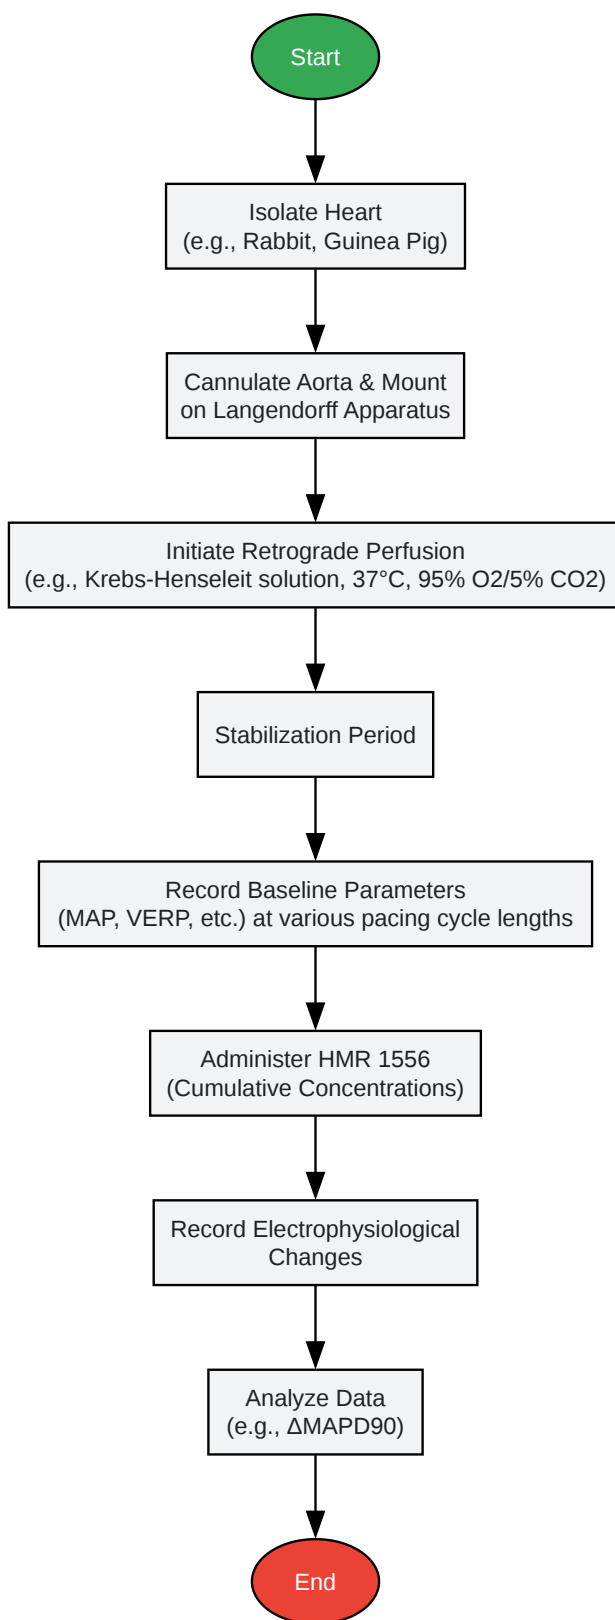 Start
Isolate Heart
(e.g., Rabbit, Guinea Pig)
Cannulate Aorta & Mount
on Langendorff Apparatus
Initiate Retrograde Perfusion
(e.g., Krebs-Henseleit solution, 37°C, 95% O2/5% CO2)
Stabilization Period
Record Baseline Parameters
(MAP, VERP, etc.) at various pacing cycle lengths
Administer HMR 1556
(Cumulative Concentrations)
Record Electrophysiological
Changes
Analyze Data
(e.g., ΔMAPD90)
End